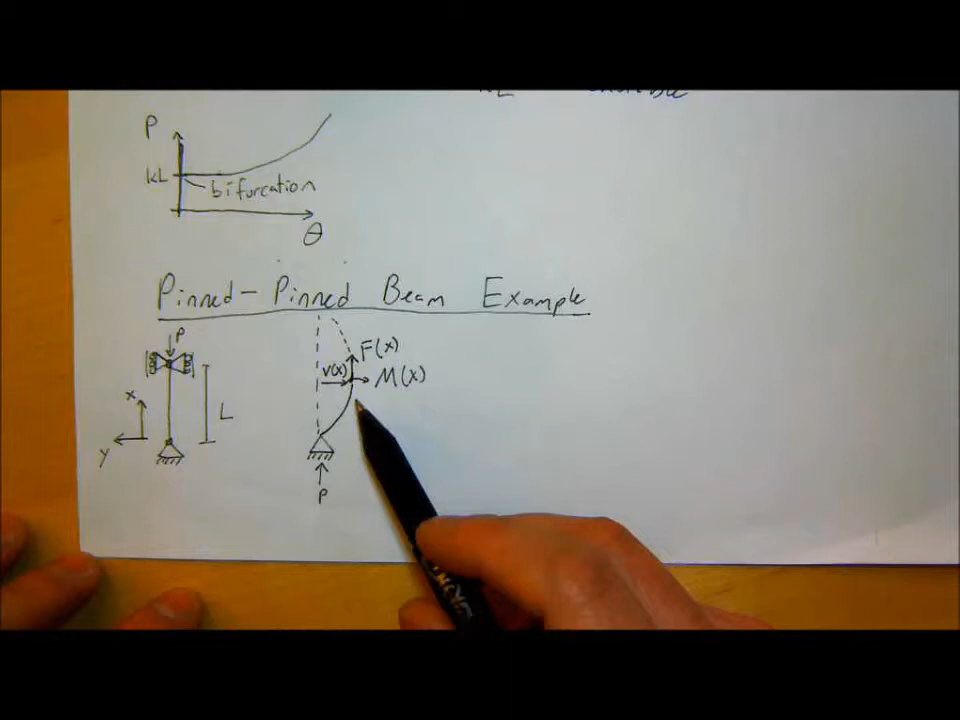 P
kL
bifurcation
θ
Pinned-Pinned Beam Example
P
F(x)
v(x)
M(x)
x
L
y
P